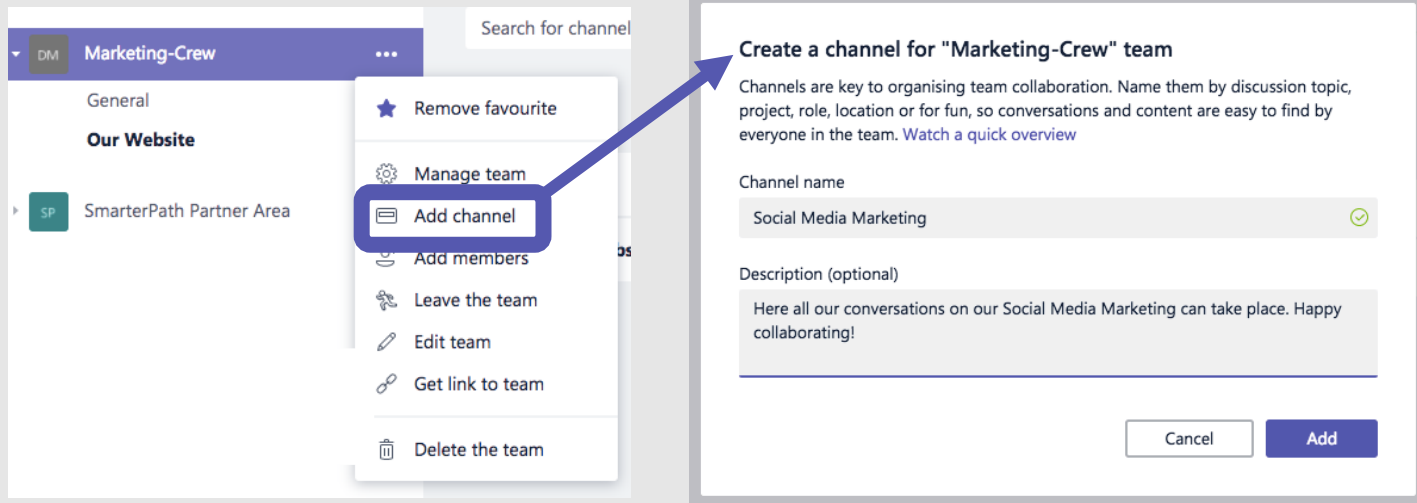 Search for channel
DM
Marketing-Crew
General
Our Website
SP
SmarterPath Partner Area
Remove favourite
Manage team
Add channel
Add members
Leave the team
Edit team
Get link to team
Delete the team
Create a channel for "Marketing-Crew" team
Channels are key to organising team collaboration. Name them by discussion topic,
project, role, location or for fun, so conversations and content are easy to find by
everyone in the team. Watch a quick overview
Channel name
Social Media Marketing
Description (optional)
Here all our conversations on our Social Media Marketing can take place. Happy
collaborating!
Cancel
Add